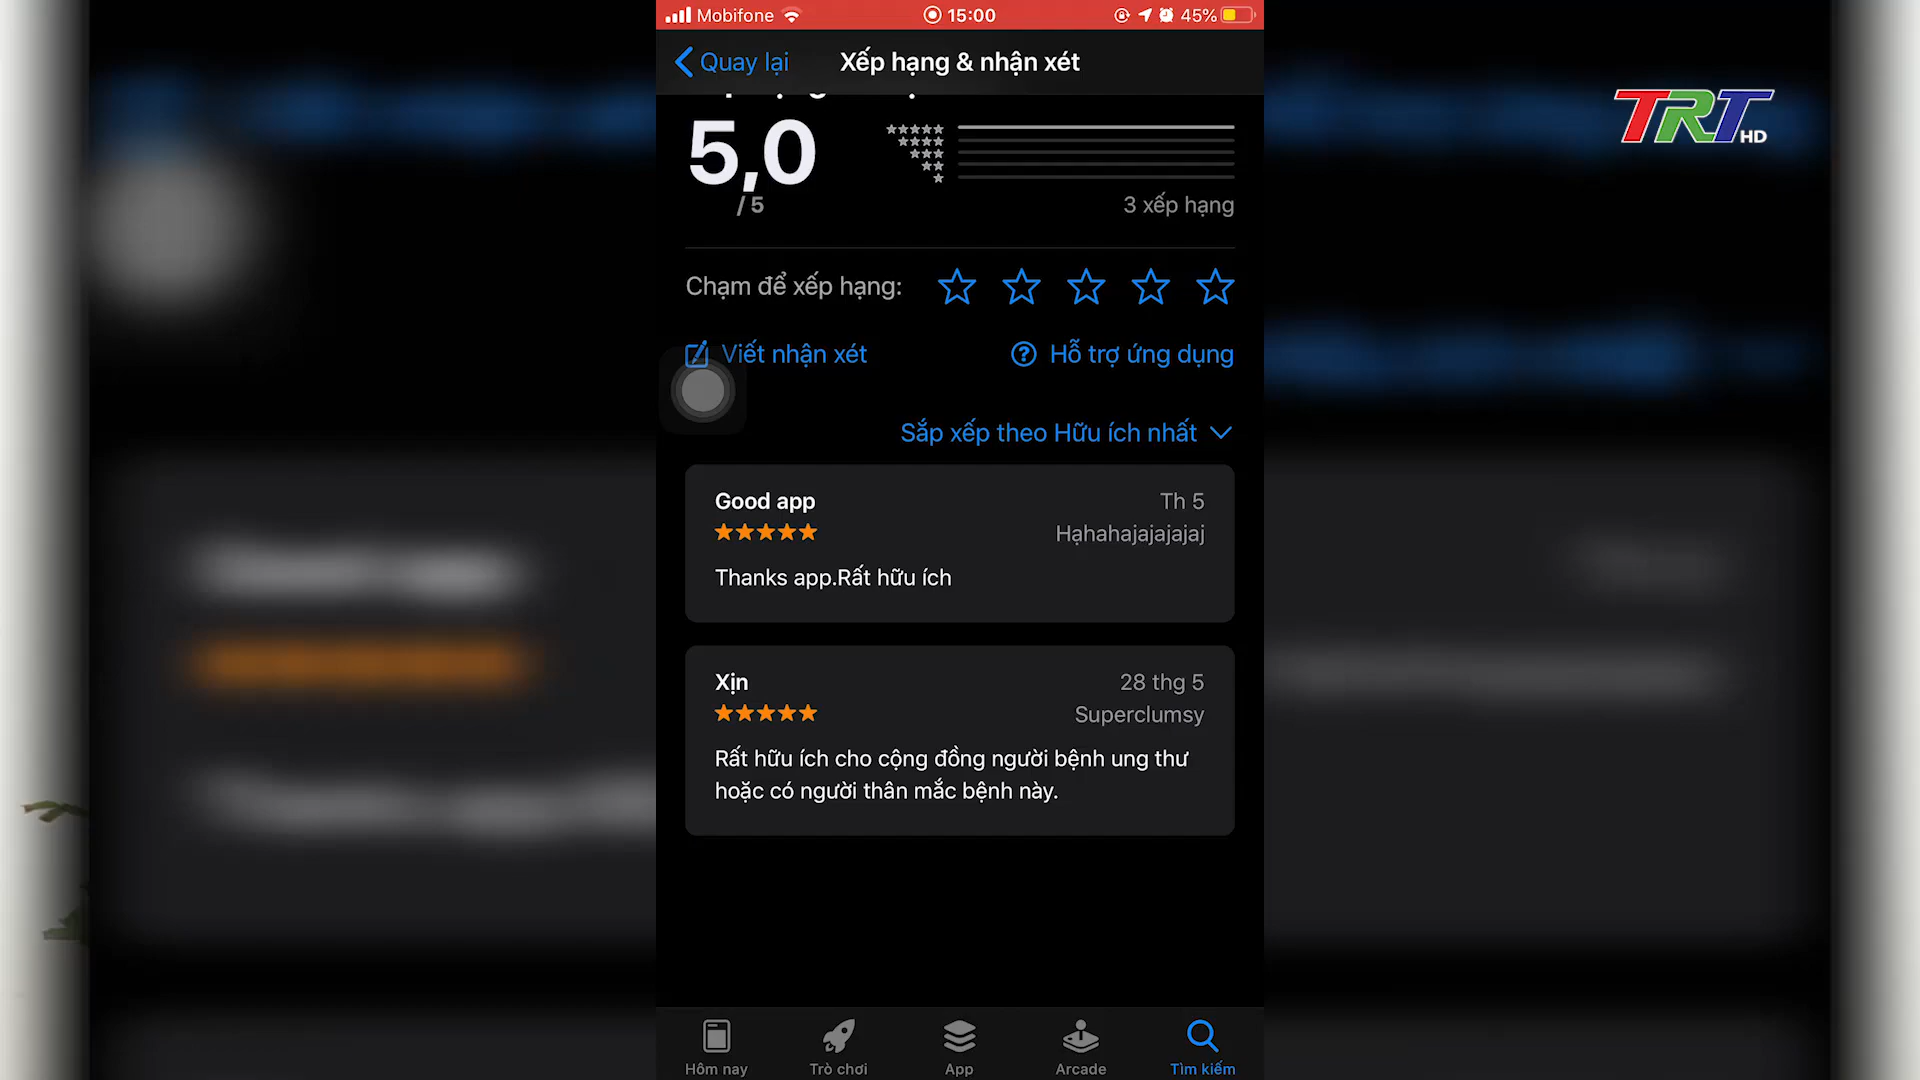 Mobifone 15:00 45%
Quay lại Xếp hạng & nhận xét
TRT HD
5,0
/ 5
3 xếp hạng
Chạm để xếp hạng:
Viết nhận xét Hỗ trợ ứng dụng
Sắp xếp theo Hữu ích nhất
Good app Th 5
Hạhahajajajajaj
Thanks app.Rất hữu ích
Xịn 28 thg 5
Superclumsy
Rất hữu ích cho cộng đồng người bệnh ung thư
hoặc có người thân mắc bệnh này.
Hôm nay Trò chơi App Arcade Tìm kiếm